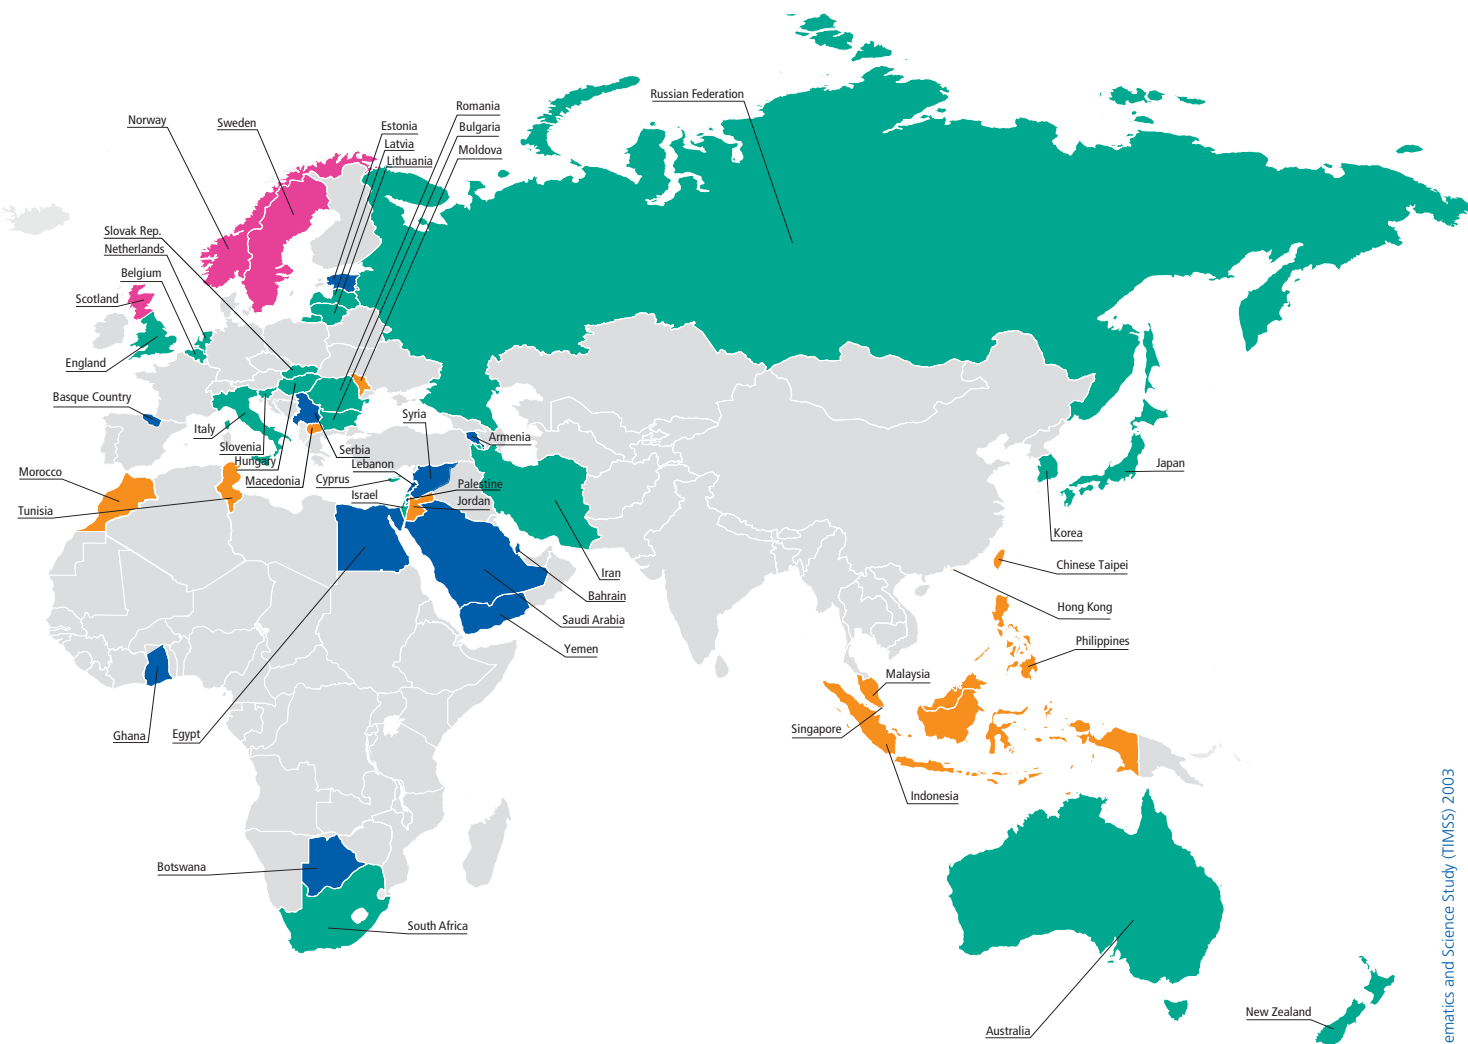 Russian Federation
Romania
Norway
Sweden
Estonia
Bulgaria
Latvia
Moldova
Lithuania
Slovak Rep.
Netherlands
Belgium
Scotland
England
Basque Country
Syria
Italy
Armenia
Slovenia
Serbia
Hungary
Lebanon
Japan
Morocco
Macedonia
Cyprus
Palestine
Israel
Jordan
Tunisia
Korea
Chinese Taipei
Iran
Bahrain
Hong Kong
Saudi Arabia
Philippines
Yemen
Malaysia
Singapore
Ghana
Egypt
Indonesia
Botswana
South Africa
New Zealand
Australia
ematics and Science Study (TIMSS) 2003